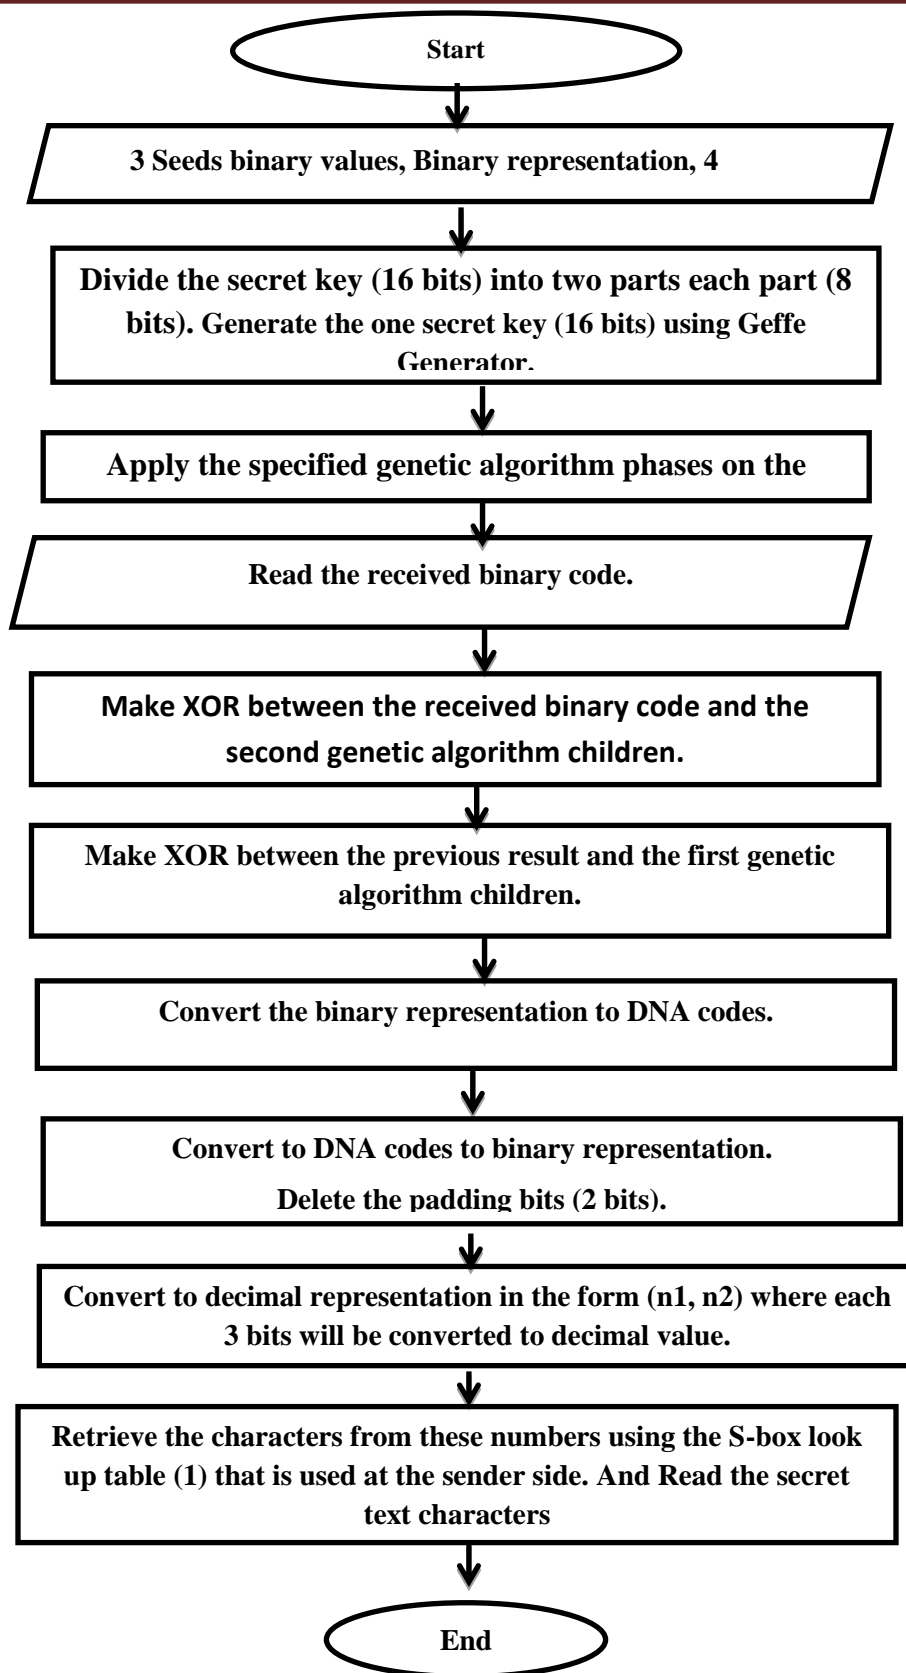 Start
3 Seeds binary values, Binary representation, 4
Divide the secret key (16 bits) into two parts each part (8
bits). Generate the one secret key (16 bits) using Geffe
Generator.
Apply the specified genetic algorithm phases on the
Read the received binary code.
Make XOR between the received binary code and the
second genetic algorithm children.
Make XOR between the previous result and the first genetic
algorithm children.
Convert the binary representation to DNA codes.
Convert to DNA codes to binary representation.
Delete the padding bits (2 bits).
Convert to decimal representation in the form (n1, n2) where each
3 bits will be converted to decimal value.
Retrieve the characters from these numbers using the S-box look
up table (1) that is used at the sender side. And Read the secret
text characters
End